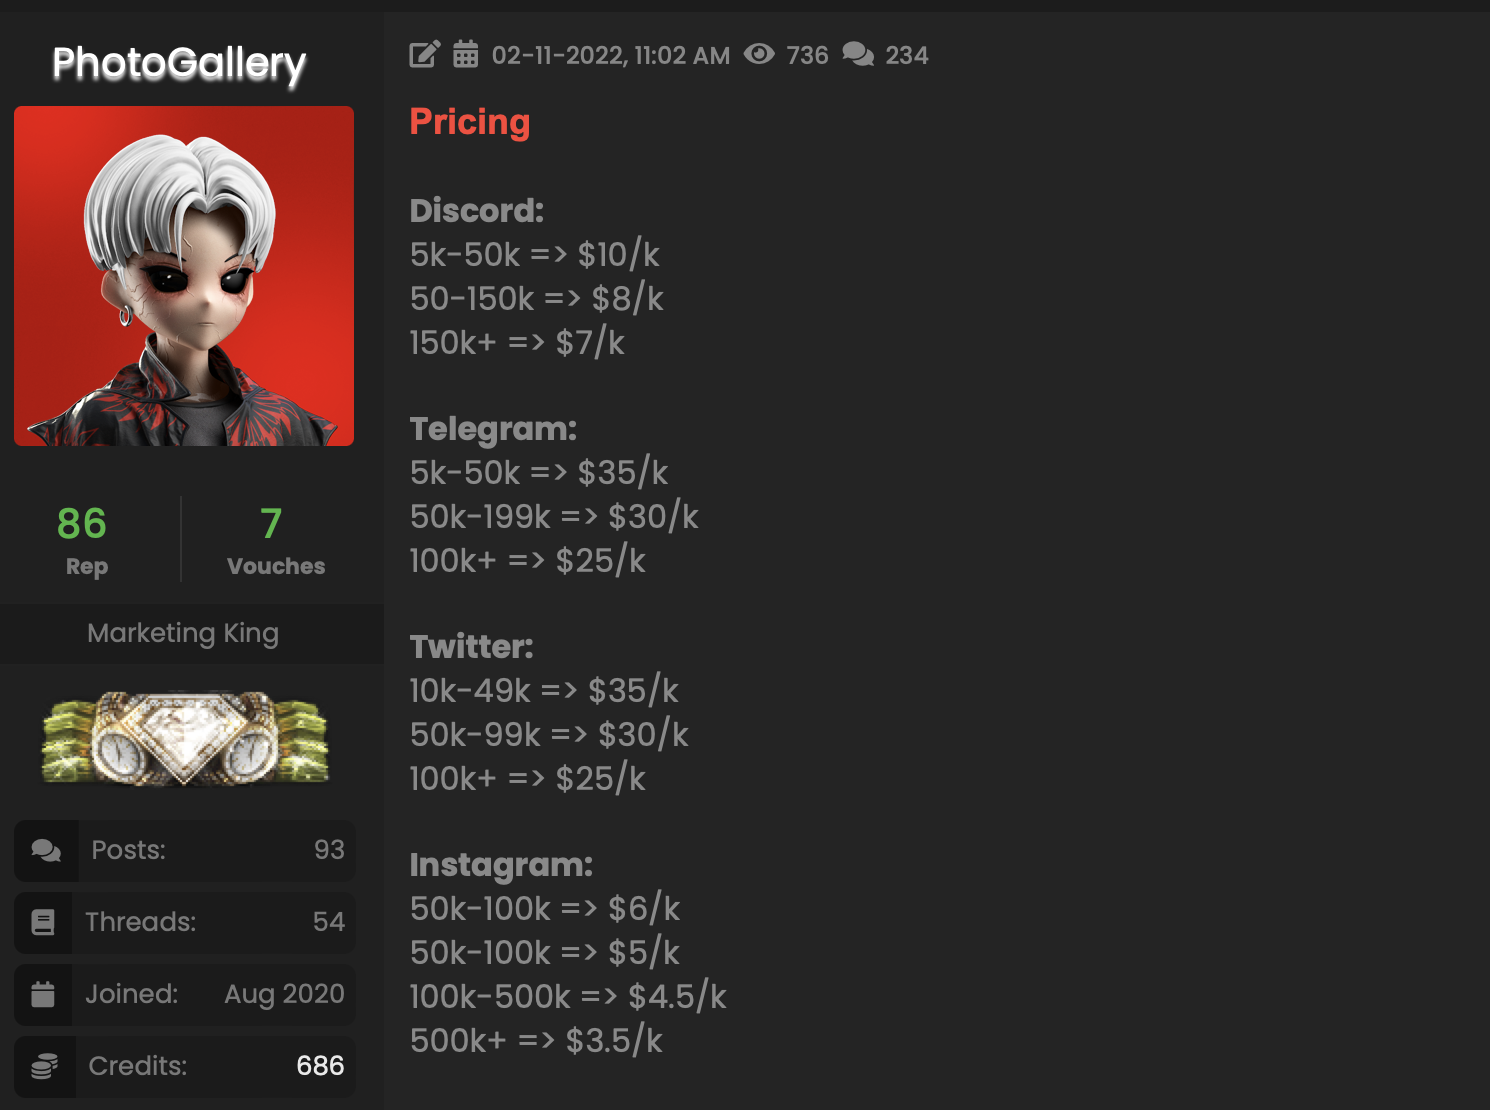 PhotoGallery
86
Rep
7
Vouches
Marketing King
Posts: 93
Threads: 54
Joined: Aug 2020
Credits: 686
02-11-2022, 11:02 AM 736 234
Pricing
Discord:
5k-50k => $10/k
50-150k => $8/k
150k+ => $7/k
Telegram:
5k-50k => $35/k
50k-199k => $30/k
100k+ => $25/k
Twitter:
10k-49k => $35/k
50k-99k => $30/k
100k+ => $25/k
Instagram:
50k-100k => $6/k
50k-100k => $5/k
100k-500k => $4.5/k
500k+ => $3.5/k